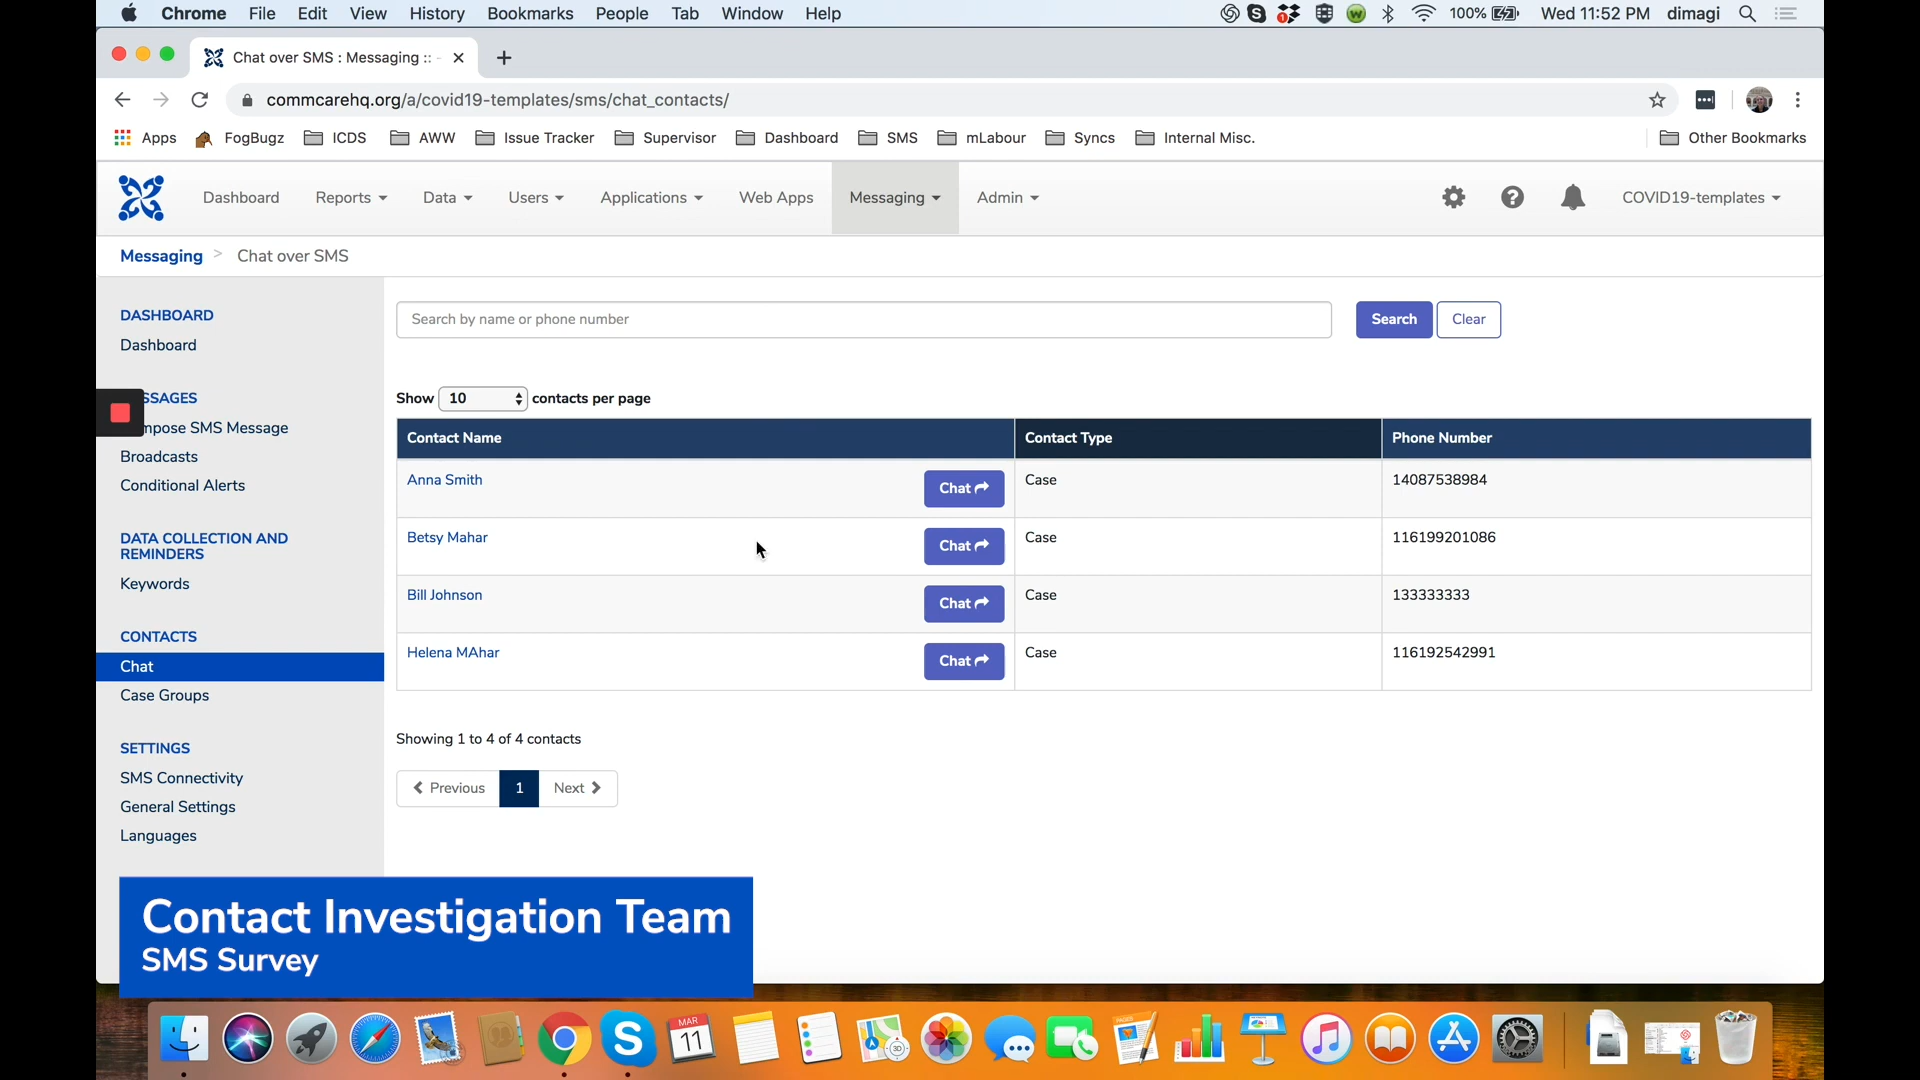 Chrome File Edit View History Bookmarks People Tab Window Help 1 W 100% Wed 11:52 PM dimagi
Chat over SMS : Messaging :: -
commcarehq.org/a/covid19-templates/sms/chat_contacts/
Apps FogBugz ICDS AWW Issue Tracker Supervisor Dashboard SMS mLabour Syncs Internal Misc. Other Bookmarks
Dashboard Reports Data Users Applications Web Apps Messaging Admin COVID19-templates
Messaging > Chat over SMS
DASHBOARD
Dashboard
SSAGES
mpose SMS Message
Broadcasts
Conditional Alerts
DATA COLLECTION AND
REMINDERS
Keywords
CONTACTS
Chat
Case Groups
SETTINGS
SMS Connectivity
General Settings
Languages
Search by name or phone number Search Clear
Show 10 contacts per page
Contact Name Contact Type Phone Number
Anna Smith Chat Case 14087538984
Betsy Mahar Chat Case 116199201086
Bill Johnson Chat Case 133333333
Helena MAhar Chat Case 116192542991
Showing 1 to 4 of 4 contacts
Previous 1 Next
Contact Investigation Team
SMS Survey
MAR
11
3D
PAGES